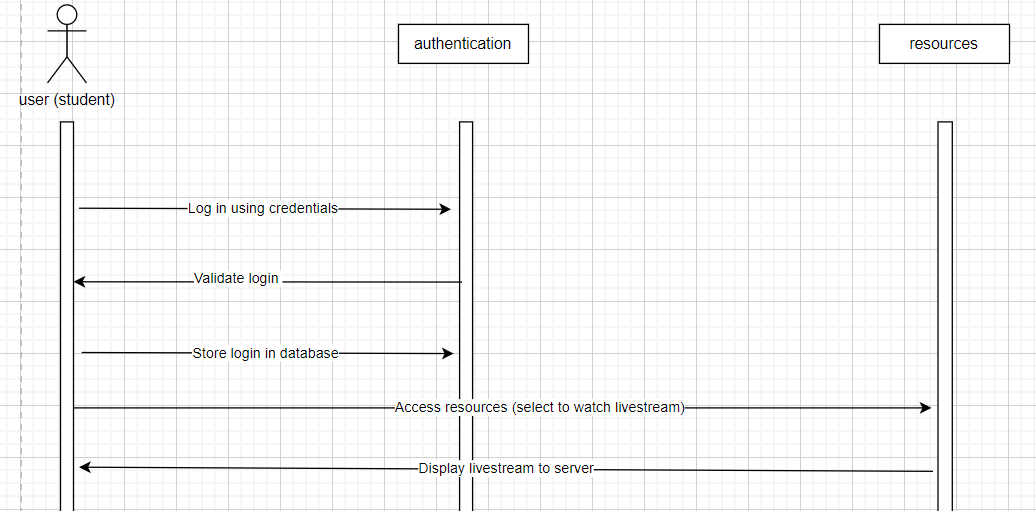 authentication
resources
user (student)
Log in using credentials
Validate login
Store login in database
Access resources (select to watch livestream)
Display livestream to server